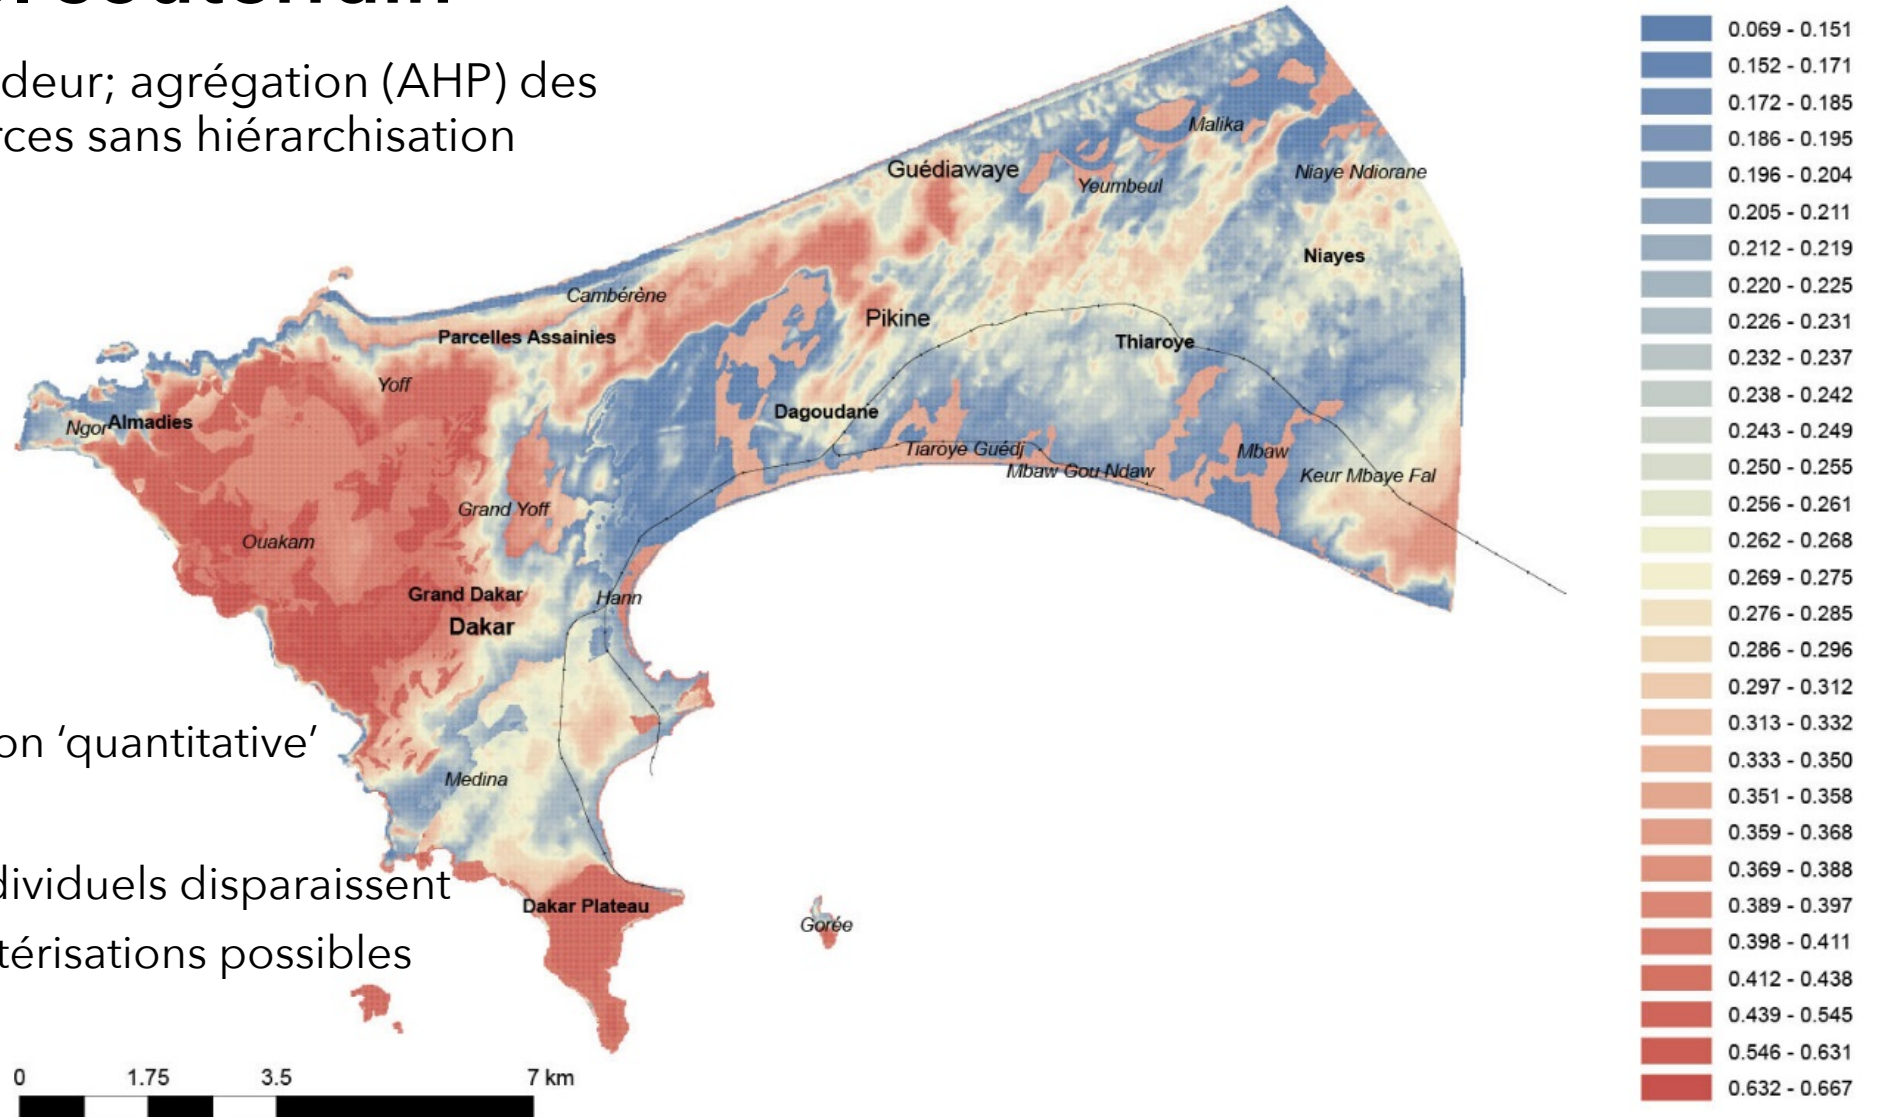 deur; agrégation (AHP) des
rces sans hiérarchisation
Malika
Guédiawaye
Niaye Ndiorane
Yeumbeul
Niayes
Cambérène
Pikine
Parcelles Assainies
Thiaroye
Yoff
Dagoudane
Almadies
Ngor
Tiaroye Guédj
Mbaw
Mbaw Gou Ndaw
Keur Mbaye Fal
Grand Yoff
Ouakam
Grand Dakar
Hann
Dakar
on ‘quantitative’
Medina
dividuels disparaissent
Dakar Plateau
Gorée
térisations possibles
0 1.75 3.5 7 km
0.069 - 0.151
0.152 - 0.171
0.172 - 0.185
0.186 - 0.195
0.196 - 0.204
0.205 - 0.211
0.212 - 0.219
0.220 - 0.225
0.226 - 0.231
0.232 - 0.237
0.238 - 0.242
0.243 - 0.249
0.250 - 0.255
0.256 - 0.261
0.262 - 0.268
0.269 - 0.275
0.276 - 0.285
0.286 - 0.296
0.297 - 0.312
0.313 - 0.332
0.333 - 0.350
0.351 - 0.358
0.359 - 0.368
0.369 - 0.388
0.389 - 0.397
0.398 - 0.411
0.412 - 0.438
0.439 - 0.545
0.546 - 0.631
0.632 - 0.667